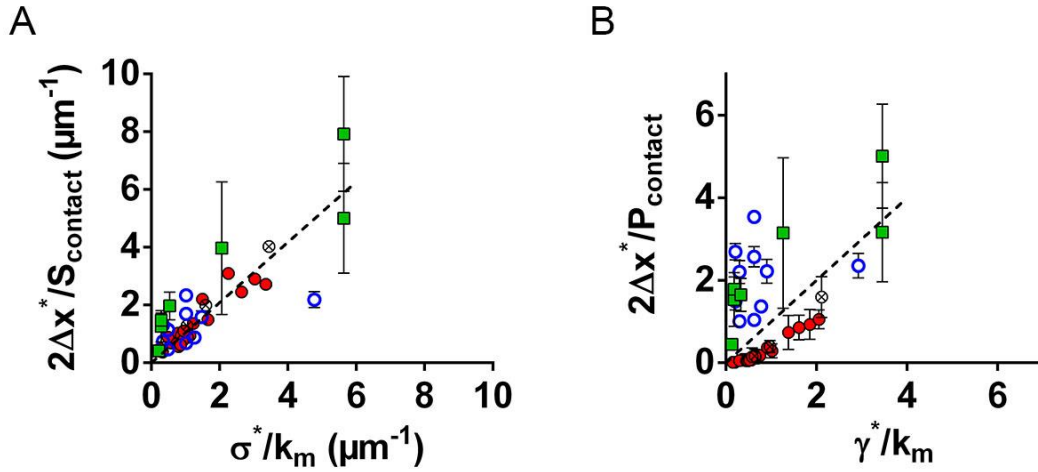 A
2Δx*/S_contact (μm⁻¹)
10
8
6
4
2
0
0 2 4 6 8 10
σ*/k_m (μm⁻¹)
B
2Δx*/P_contact
6
4
2
0
0 2 4 6
γ*/k_m